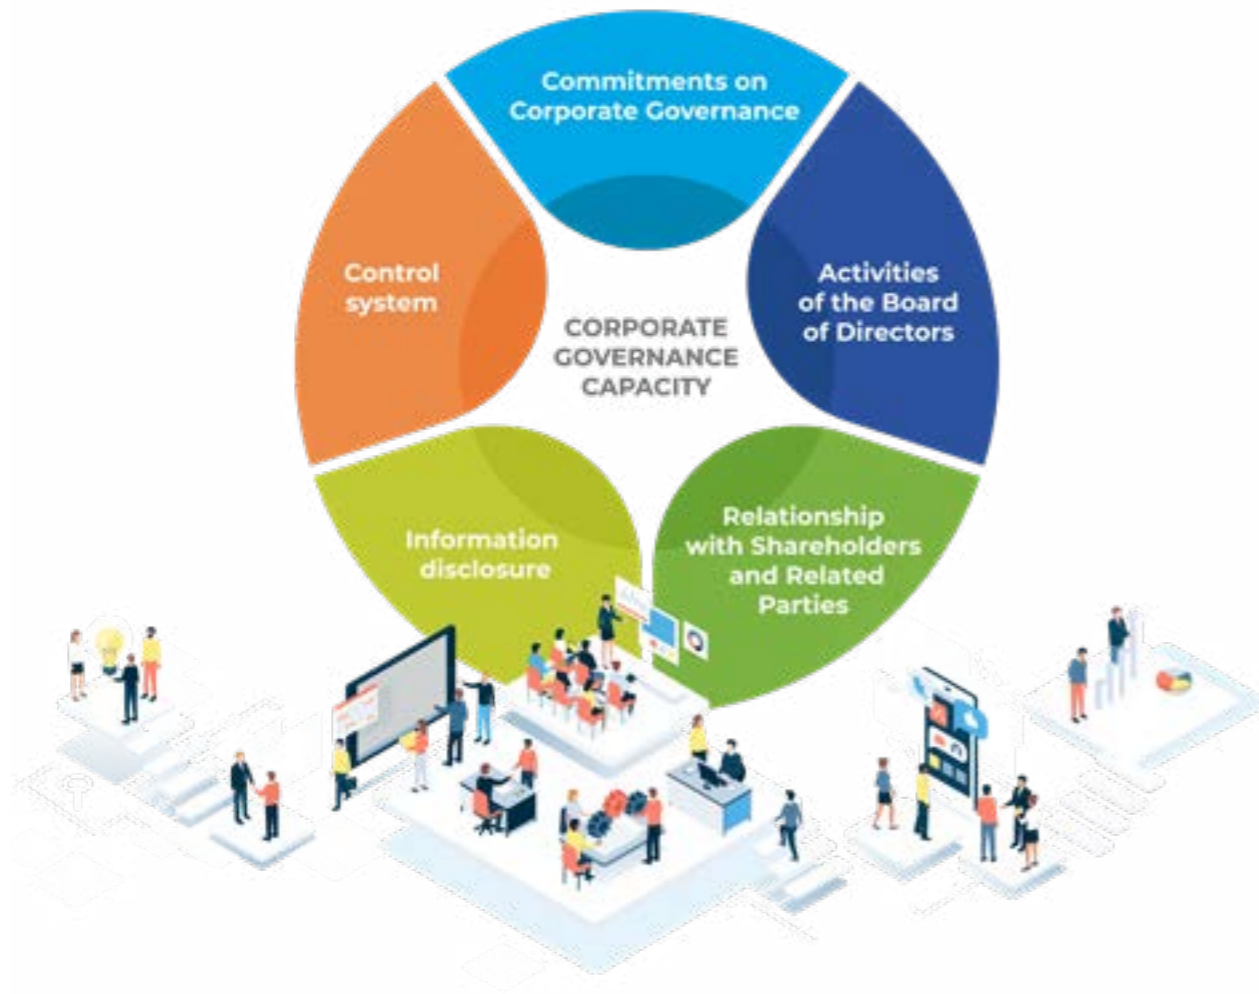 Commitments on
Corporate Governance
Control
system
Activities
of the Board
of Directors
CORPORATE
GOVERNANCE
CAPACITY
Information
disclosure
Relationship
with Shareholders
and Related
Parties